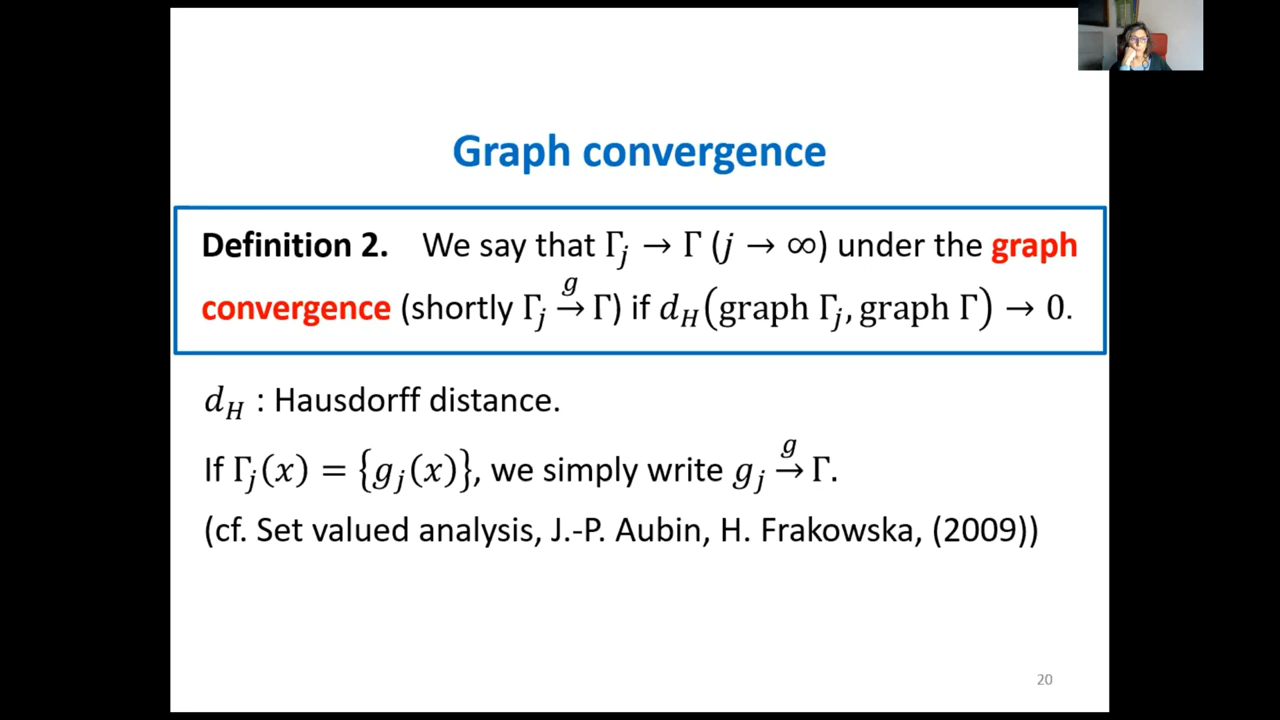 Graph convergence
Definition 2. We say that Γⱼ → Γ (j → ∞) under the graph
convergence (shortly Γⱼ →ᵍ Γ) if d_H(graph Γⱼ, graph Γ) → 0.
d_H : Hausdorff distance.
If Γⱼ(x) = {gⱼ(x)}, we simply write gⱼ →ᵍ Γ.
(cf. Set valued analysis, J.-P. Aubin, H. Frakowska, (2009))
20